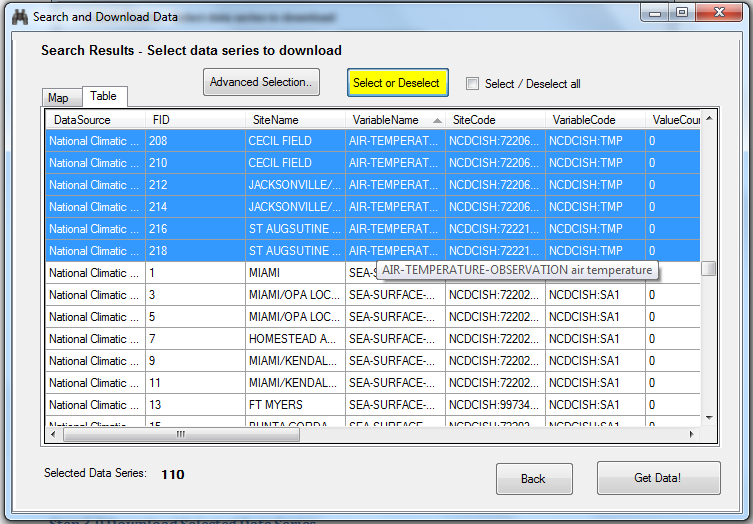 Search and Download Data
Search Results - Select data series to download
Advanced Selection..
Select or Deselect
Select / Deselect all
Map
Table
DataSource FID SiteName VariableName SiteCode VariableCode ValueCour
National Climatic ... 208 CECIL FIELD AIR-TEMPERAT... NCDCISH:72206... NCDCISH:TMP 0
National Climatic ... 210 CECIL FIELD AIR-TEMPERAT... NCDCISH:72206... NCDCISH:TMP 0
National Climatic ... 212 JACKSONVILLE/... AIR-TEMPERAT... NCDCISH:72206... NCDCISH:TMP 0
National Climatic ... 214 JACKSONVILLE/... AIR-TEMPERAT... NCDCISH:72206... NCDCISH:TMP 0
National Climatic ... 216 ST AUGSUTINE ... AIR-TEMPERAT... NCDCISH:72221... NCDCISH:TMP 0
National Climatic ... 218 ST AUGSUTINE ... AIR-TEMPERAT... NCDCISH:72221... NCDCISH:TMP 0
AIR-TEMPERATURE-OBSERVATION air temperature
National Climatic ... 1 MIAMI SEA-S
National Climatic ... 3 MIAMI/OPA LOC... SEA-SURFACE-... NCDCISH:72202... NCDCISH:SA1 0
National Climatic ... 5 MIAMI/OPA LOC... SEA-SURFACE-... NCDCISH:72202... NCDCISH:SA1 0
National Climatic ... 7 HOMESTEAD A... SEA-SURFACE-... NCDCISH:72202... NCDCISH:SA1 0
National Climatic ... 9 MIAMI/KENDAL... SEA-SURFACE-... NCDCISH:72202... NCDCISH:SA1 0
National Climatic ... 11 MIAMI/KENDAL... SEA-SURFACE-... NCDCISH:72202... NCDCISH:SA1 0
National Climatic ... 13 FT MYERS SEA-SURFACE-... NCDCISH:99734... NCDCISH:SA1 0
National Climatic ... 15 PUNTA GORDA SEA-SURFACE-... NCDCISH:72203... NCDCISH:SA1 0
Selected Data Series: 110
Back
Get Data!